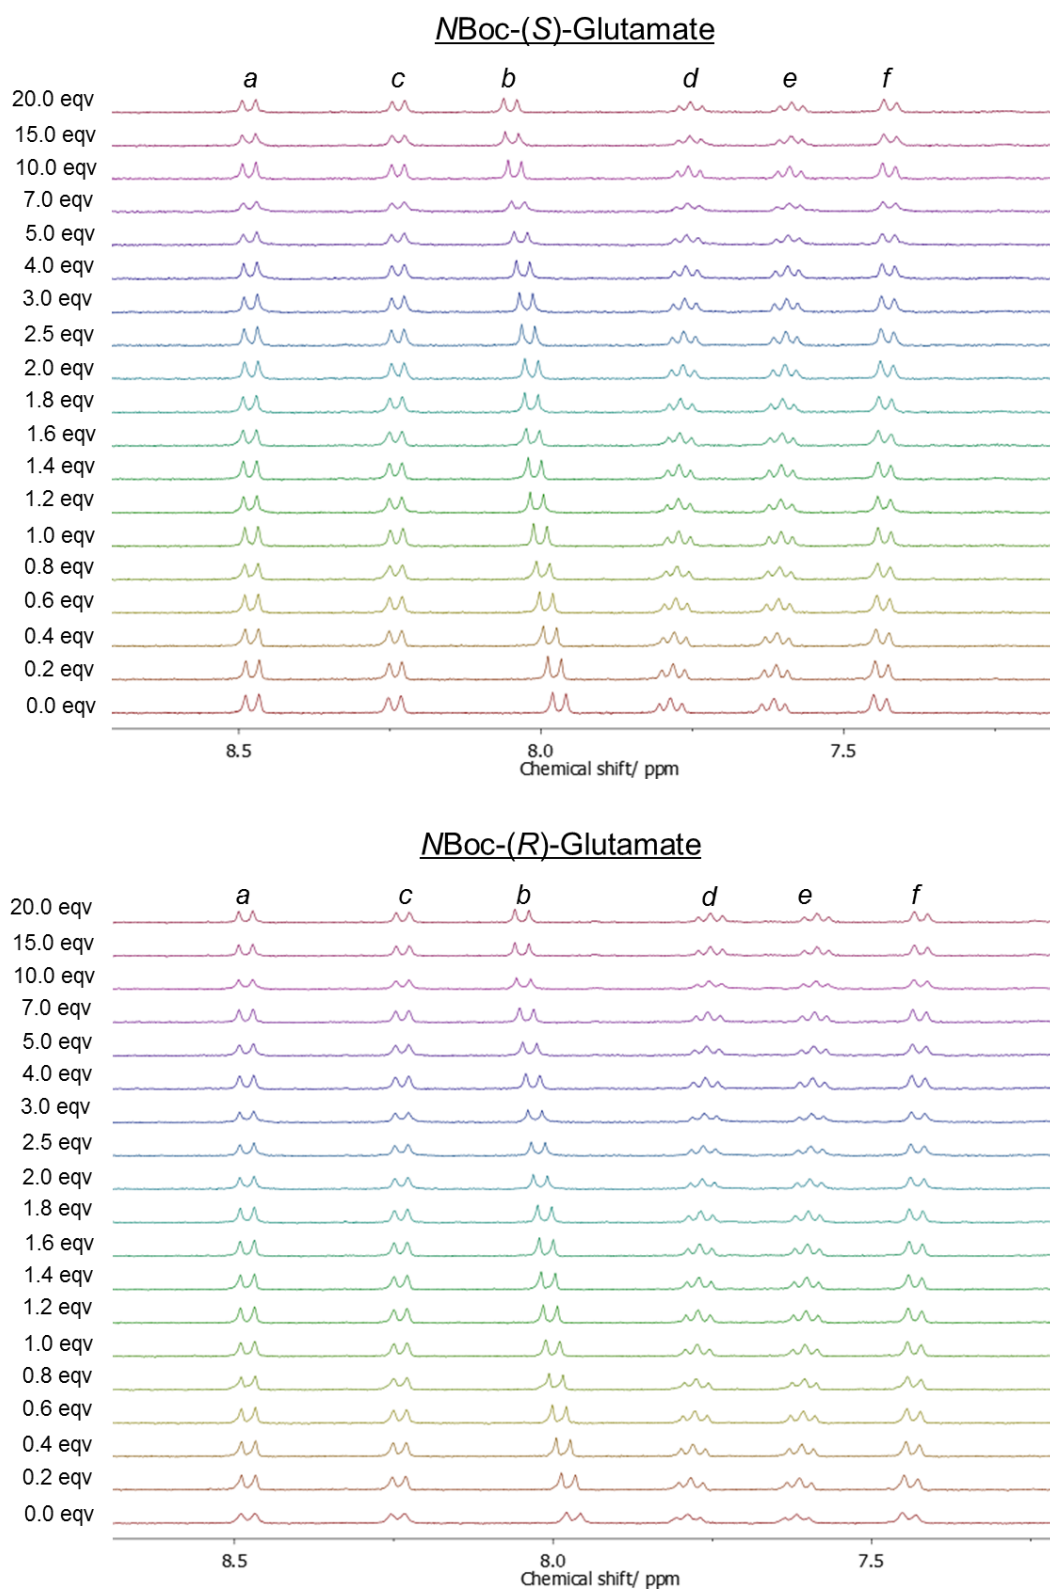 NBoc-(S)-Glutamate
a c b d e f
20.0 eqv
15.0 eqv
10.0 eqv
7.0 eqv
5.0 eqv
4.0 eqv
3.0 eqv
2.5 eqv
2.0 eqv
1.8 eqv
1.6 eqv
1.4 eqv
1.2 eqv
1.0 eqv
0.8 eqv
0.6 eqv
0.4 eqv
0.2 eqv
0.0 eqv
8.5 8.0 7.5
Chemical shift/ ppm
NBoc-(R)-Glutamate
a c b d e f
20.0 eqv
15.0 eqv
10.0 eqv
7.0 eqv
5.0 eqv
4.0 eqv
3.0 eqv
2.5 eqv
2.0 eqv
1.8 eqv
1.6 eqv
1.4 eqv
1.2 eqv
1.0 eqv
0.8 eqv
0.6 eqv
0.4 eqv
0.2 eqv
0.0 eqv
8.5 8.0 7.5
Chemical shift/ ppm